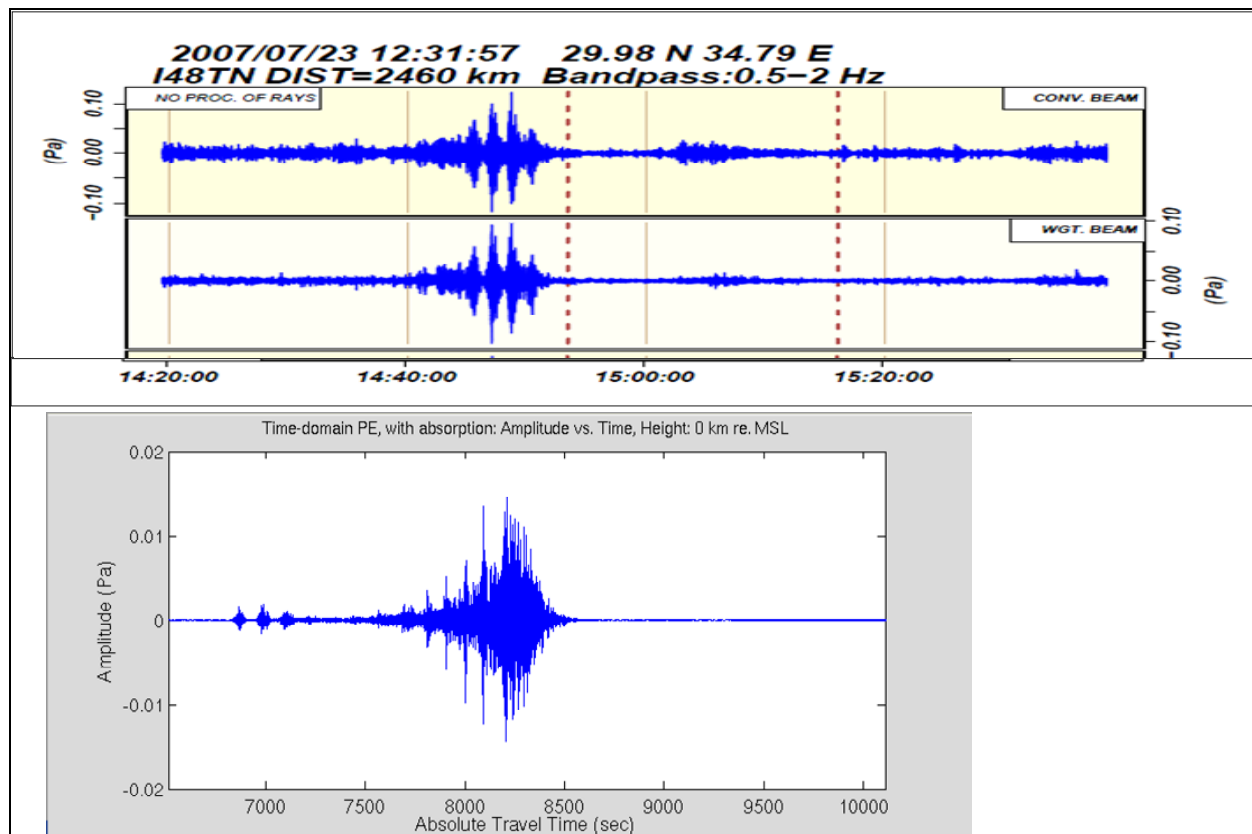 2007/07/23 12:31:57 29.98 N 34.79 E
I48TN DIST=2460 km Bandpass:0.5−2 Hz
NO PROC. OF RAYS
CONV. BEAM
0.10
0.00
−0.10
(Pa)
WGT. BEAM
0.10
0.00
−0.10
(Pa)
14:20:00 14:40:00 15:00:00 15:20:00
Time-domain PE, with absorption: Amplitude vs. Time, Height: 0 km re. MSL
0.02
0.01
0
-0.01
-0.02
Amplitude (Pa)
7000 7500 8000 8500 9000 9500 10000
Absolute Travel Time (sec)